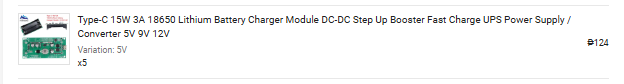 Type-C 15W 3A 18650 Lithium Battery Charger Module DC-DC Step Up Booster Fast Charge UPS Power Supply /
Converter 5V 9V 12V
₱124
Variation: 5V
x5